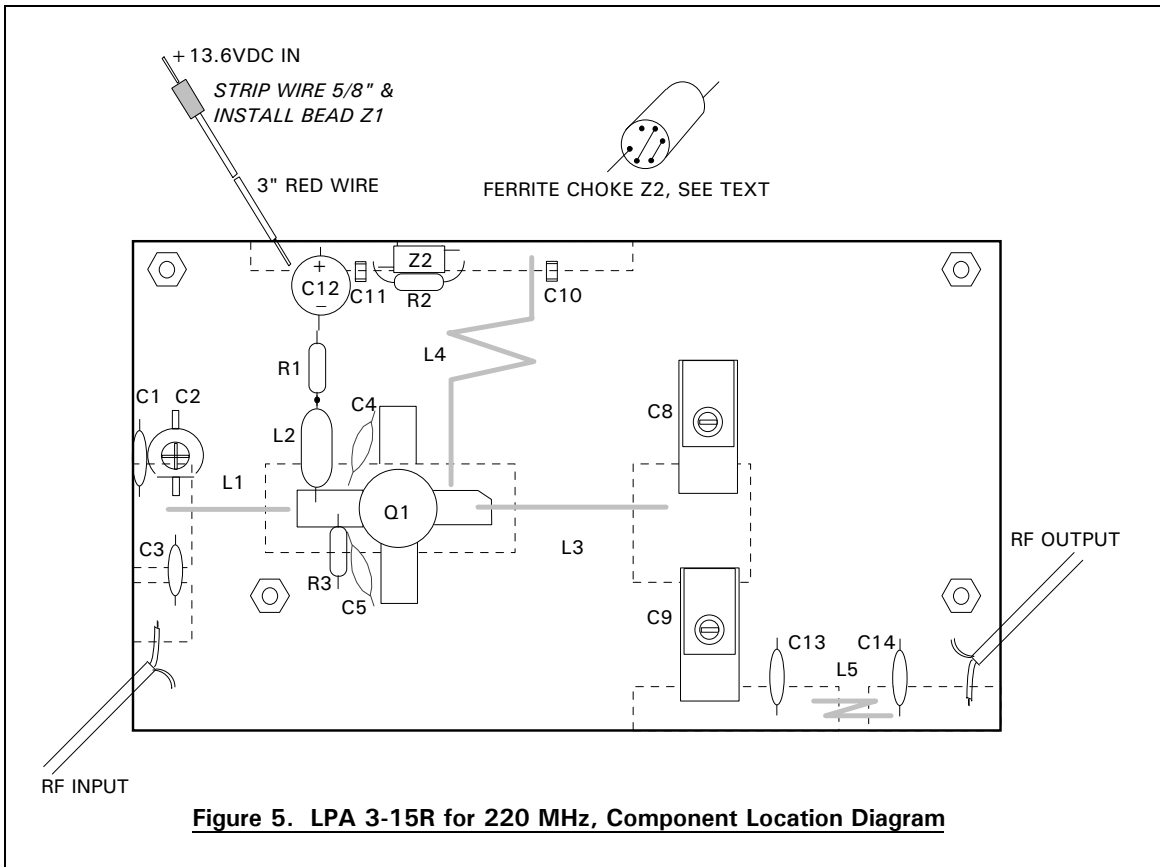 +13.6VDC IN
STRIP WIRE 5/8" &
INSTALL BEAD Z1
3" RED WIRE
FERRITE CHOKE Z2, SEE TEXT
+
C12
−
C11
Z2
R2
C10
R1
L4
C1 C2
C4
L2
C8
L1
Q1
L3
C3
R3
C5
RF OUTPUT
C9
C13
L5
C14
RF INPUT
Figure 5. LPA 3-15R for 220 MHz, Component Location Diagram